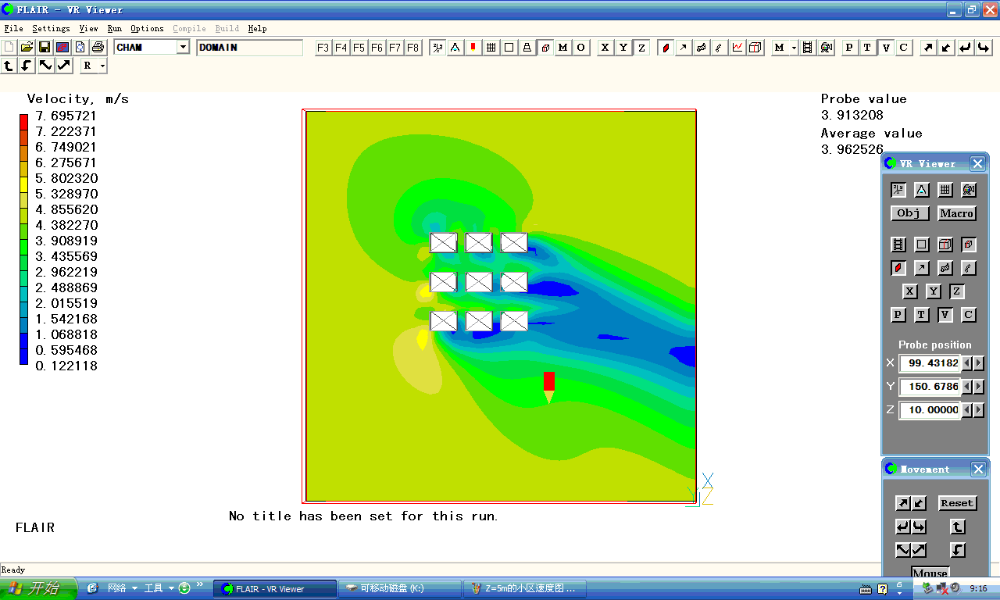 FLAIR - VR Viewer
File Settings View Run Options Compile Build Help
CHAM DOMAIN F3 F4 F5 F6 F7 F8 M O X Y Z M P T V C
R
Velocity, m/s
7.695721
7.222371
6.749021
6.275671
5.802320
5.328970
4.855620
4.382270
3.908919
3.435569
2.962219
2.488869
2.015519
1.542168
1.068818
0.595468
0.122118
Probe value
3.913208
Average value
3.962526
VR Viewer
Obj Macro
X Y Z
P T V C
Probe position
X 99.43182
Y 150.6786
Z 10.00000
X
Y Z
Movement
Reset
Mouse
No title has been set for this run.
FLAIR
Ready
开始 网络 工具 » FLAIR - VR Viewer 可移动磁盘 (K:) Z=5m的小区速度图 ... 9:16